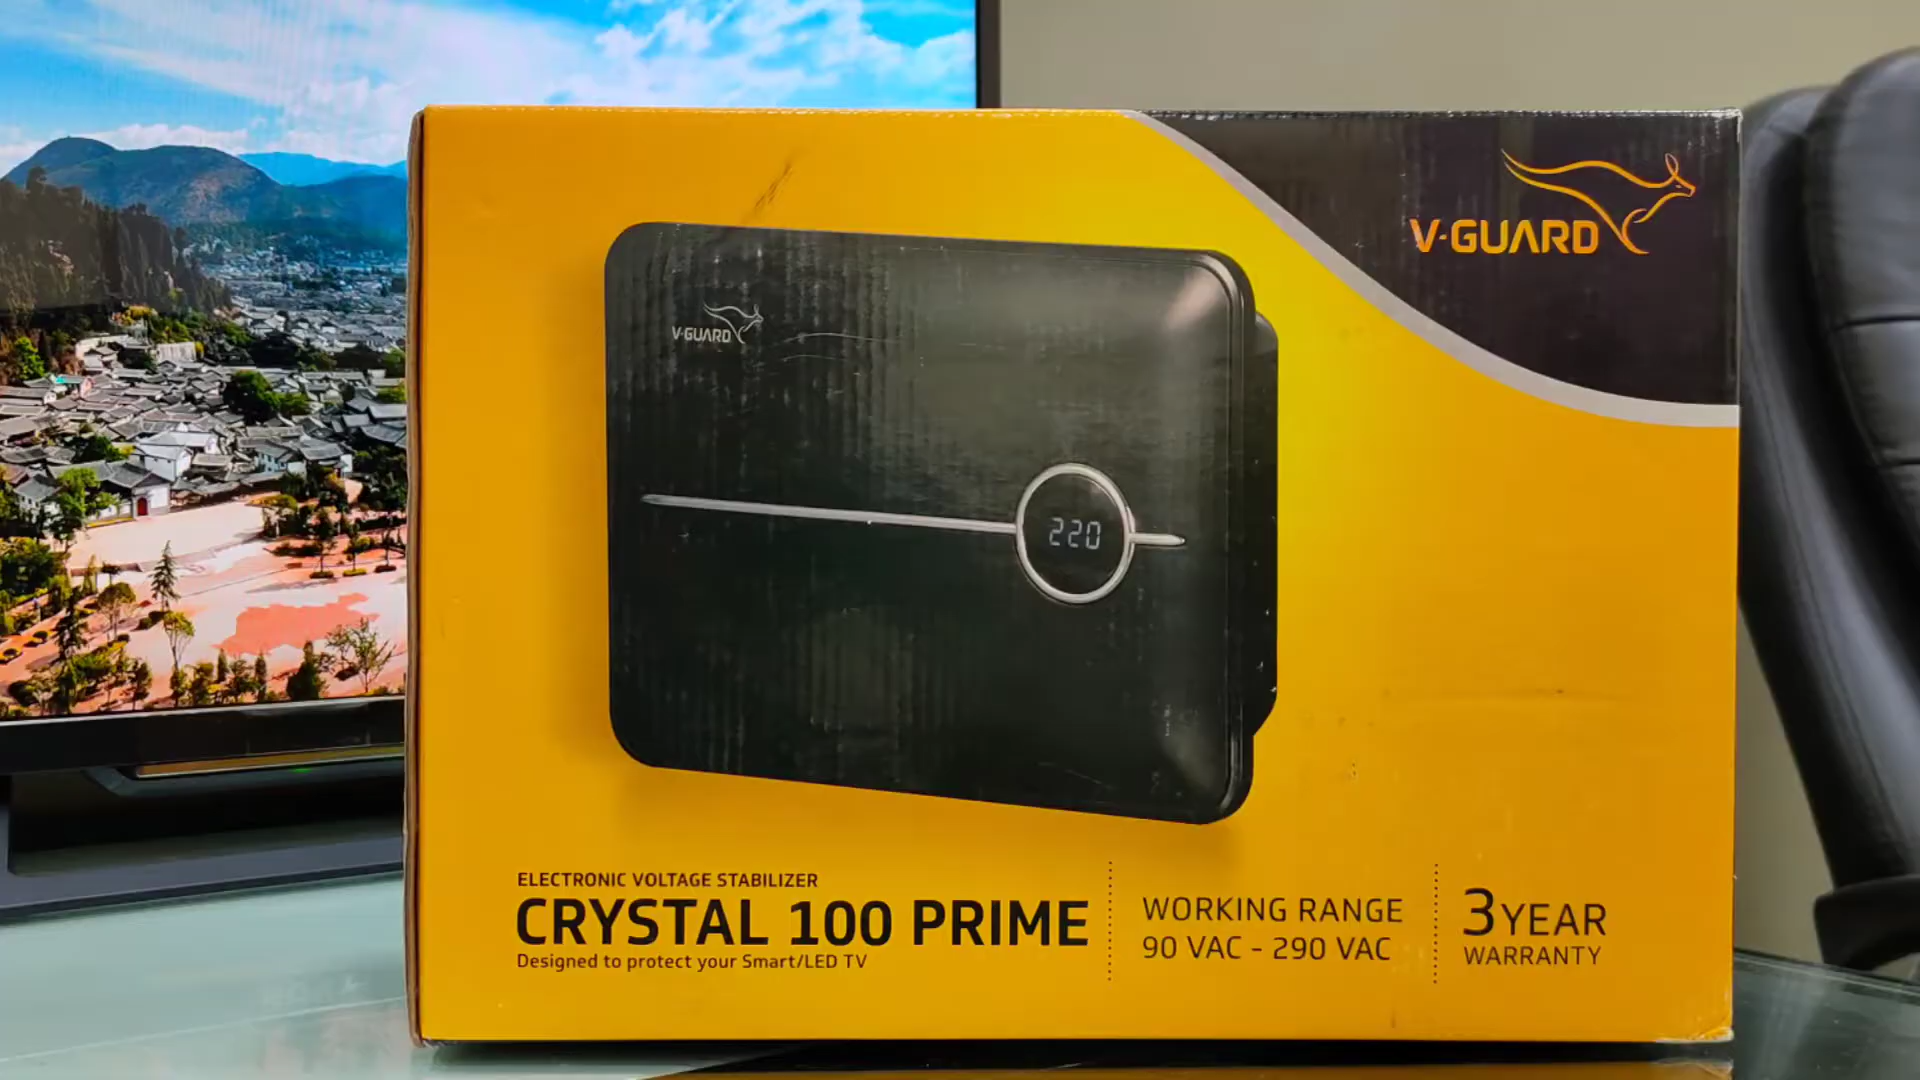 V-GUARD
V-GUARD
220
ELECTRONIC VOLTAGE STABILIZER
CRYSTAL 100 PRIME
Designed to protect your Smart/LED TV
WORKING RANGE
90 VAC - 290 VAC
3 YEAR
WARRANTY